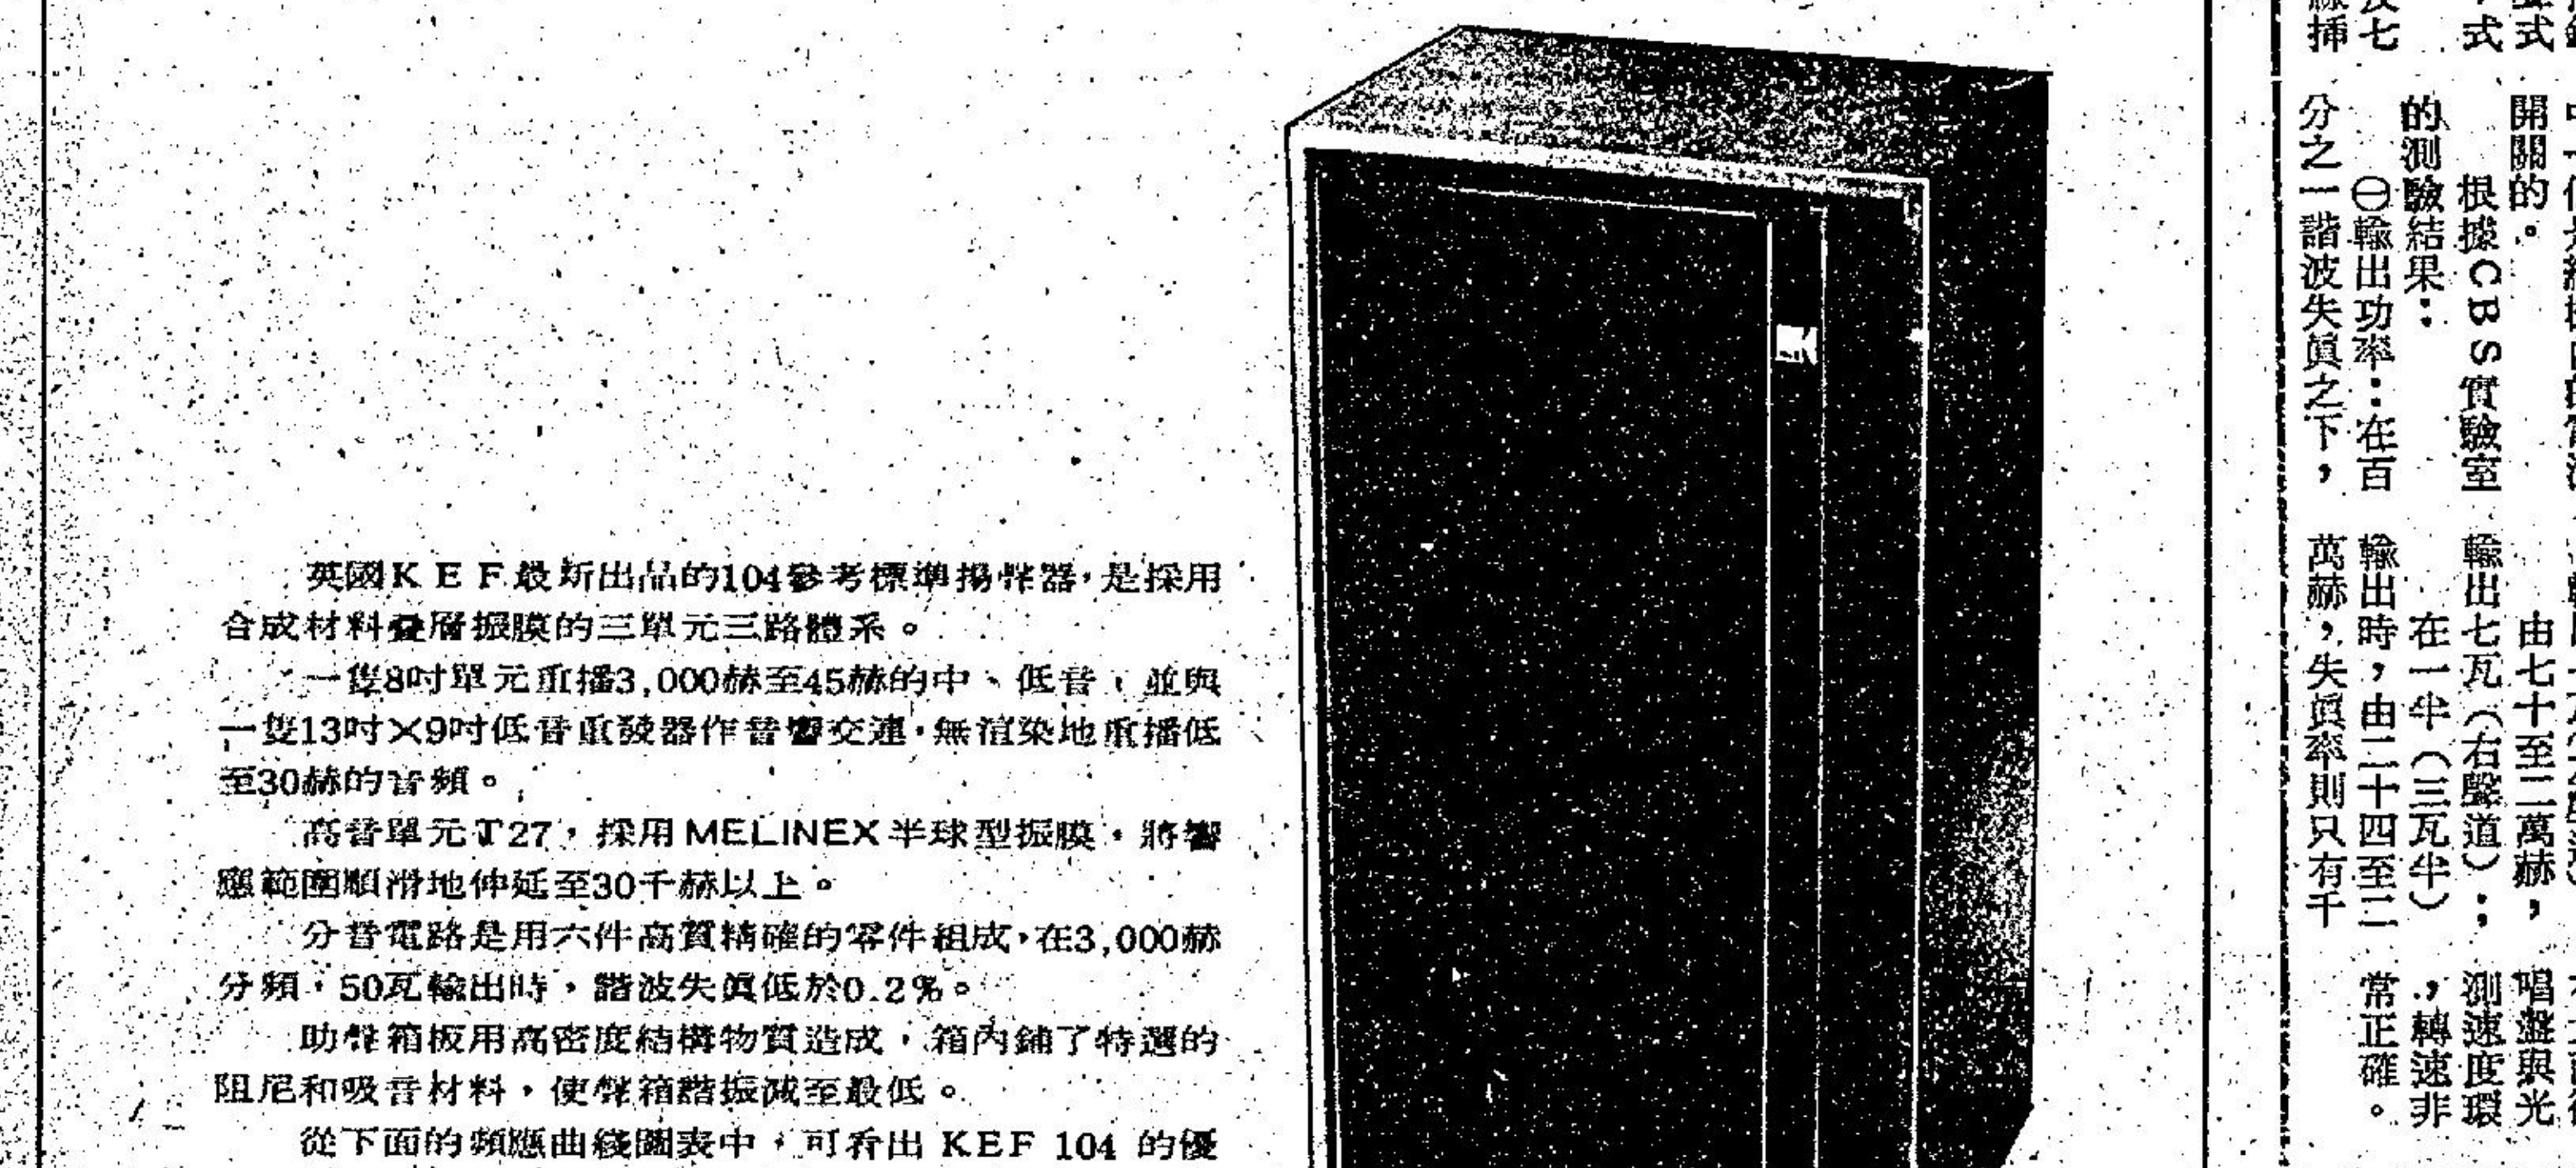 英國KEF最新出品的104參考標準揚聲器，是採用
合成材料疊層振膜的三單元三路體系。
一隻8吋單元重播3,000赫至45赫的中、低音，並與
一隻13吋×9吋低音重發器作音響交連，無渲染地重播低
至30赫的音頻。
高音單元T27，採用MELINEX半球型振膜，將響
應範圍順滑地伸延至30千赫以上。
分音電路是用六件高質精確的零件組成，在3,000赫
分頻，50瓦輸出時，諧波失眞低於0.2%。
助聲箱板用高密度結構物質造成，箱內鋪了特選的
阻尼和吸音材料，使聲箱諧振減至最低。
從下面的頻應曲綫圖表中，可看出 KEF 104 的優
開關的。
根據CBS實驗室
的測驗結果：
㊀輸出功率：在百
分之一諧波失眞之下，
由七十至二萬赫，
輸出七瓦（右聲道）；
在一半（三瓦半）
輸出時，由二十四至二
萬赫，失眞率則只有千
唱盤與光
測速度環
，轉速非
常正確。